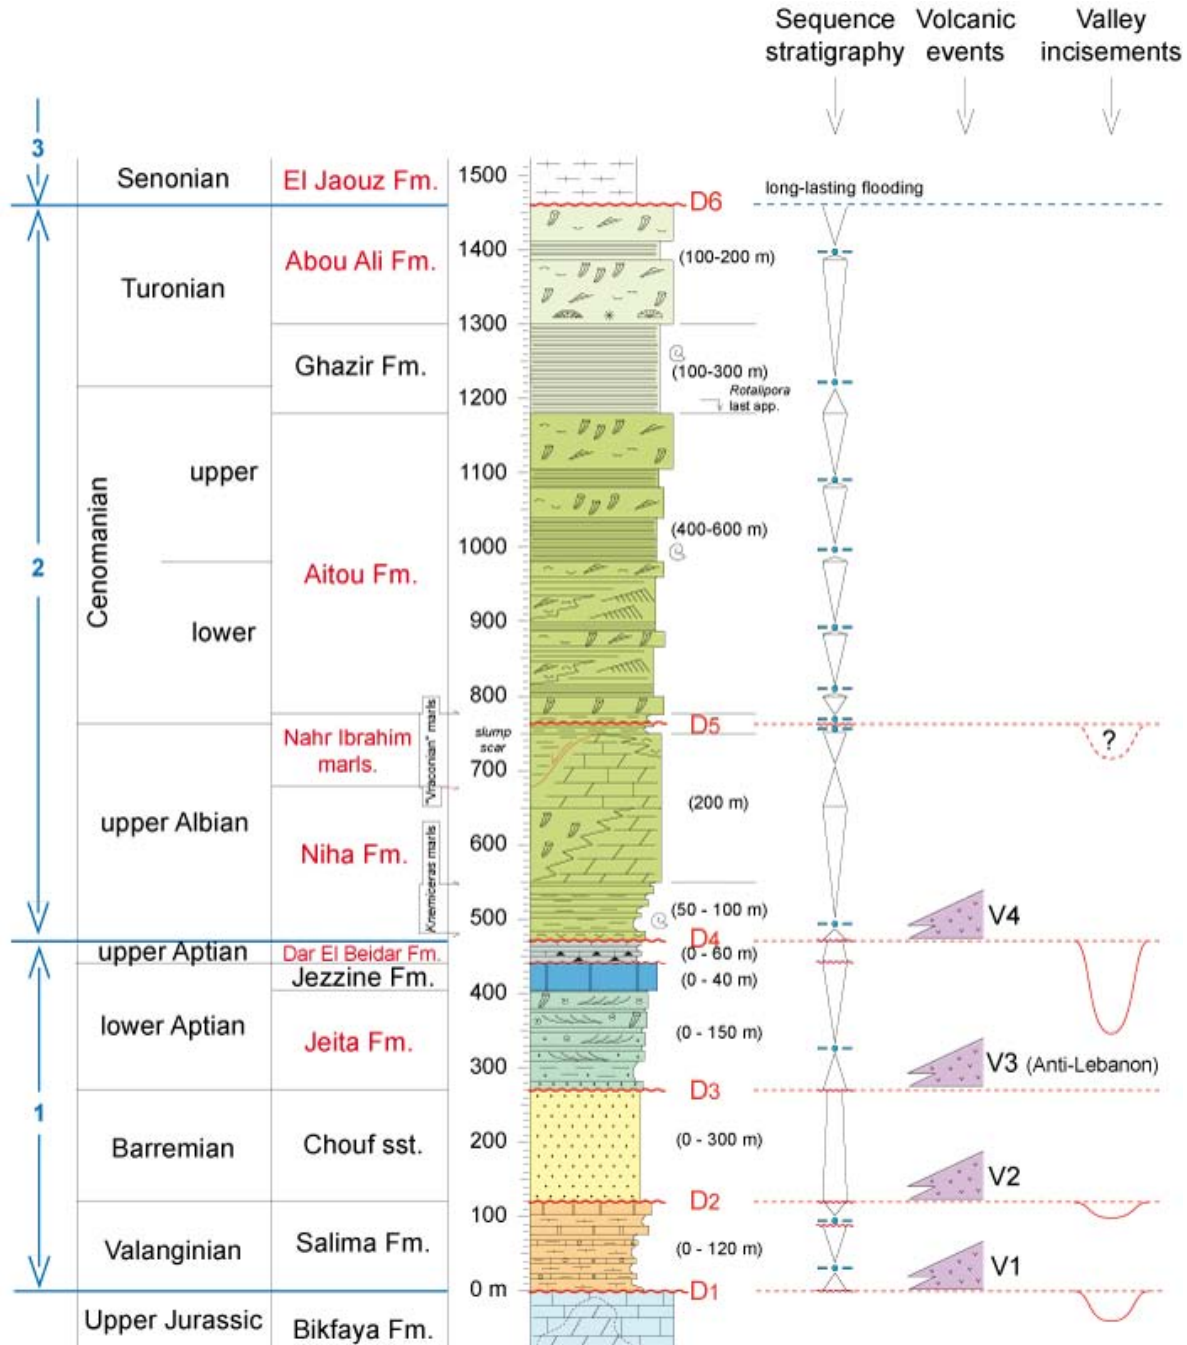 Sequence stratigraphy
Volcanic events
Valley incisements
3
Senonian
El Jaouz Fm.
1500
D6
long-lasting flooding
1400
Abou Ali Fm.
(100-200 m)
Turonian
1300
Ghazir Fm.
(100-300 m)
Rotalipora
last app.
1200
upper
1100
Cenomanian
(400-600 m)
2
1000
Aitou Fm.
900
lower
800
"Vraconian" marls
D5
Nahr Ibrahim
marls.
slump
scar
?
700
(200 m)
upper Albian
600
Niha Fm.
Knemiceras marls
500
(50 - 100 m)
V4
D4
upper Aptian
Dar El Beidar Fm.
(0 - 60 m)
Jezzine Fm.
(0 - 40 m)
400
lower Aptian
Jeita Fm.
(0 - 150 m)
300
V3 (Anti-Lebanon)
D3
1
Barremian
Chouf sst.
200
(0 - 300 m)
V2
D2
100
Valanginian
Salima Fm.
(0 - 120 m)
V1
0 m
D1
Upper Jurassic
Bikfaya Fm.